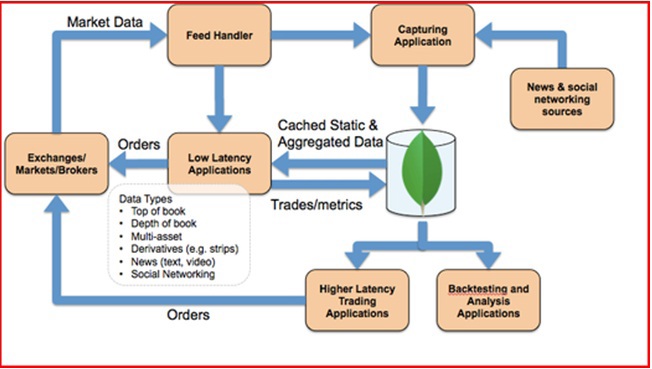 Market Data
Feed Handler
Capturing
Application
News & social
networking
sources
Cached Static &
Aggregated Data
Orders
Exchanges/
Markets/Brokers
Low Latency
Applications
Trades/metrics
Data Types
• Top of book
• Depth of book
• Multi-asset
• Derivatives (e.g. strips)
• News (text, video)
• Social Networking
Higher Latency
Trading
Applications
Backtesting and
Analysis
Applications
Orders